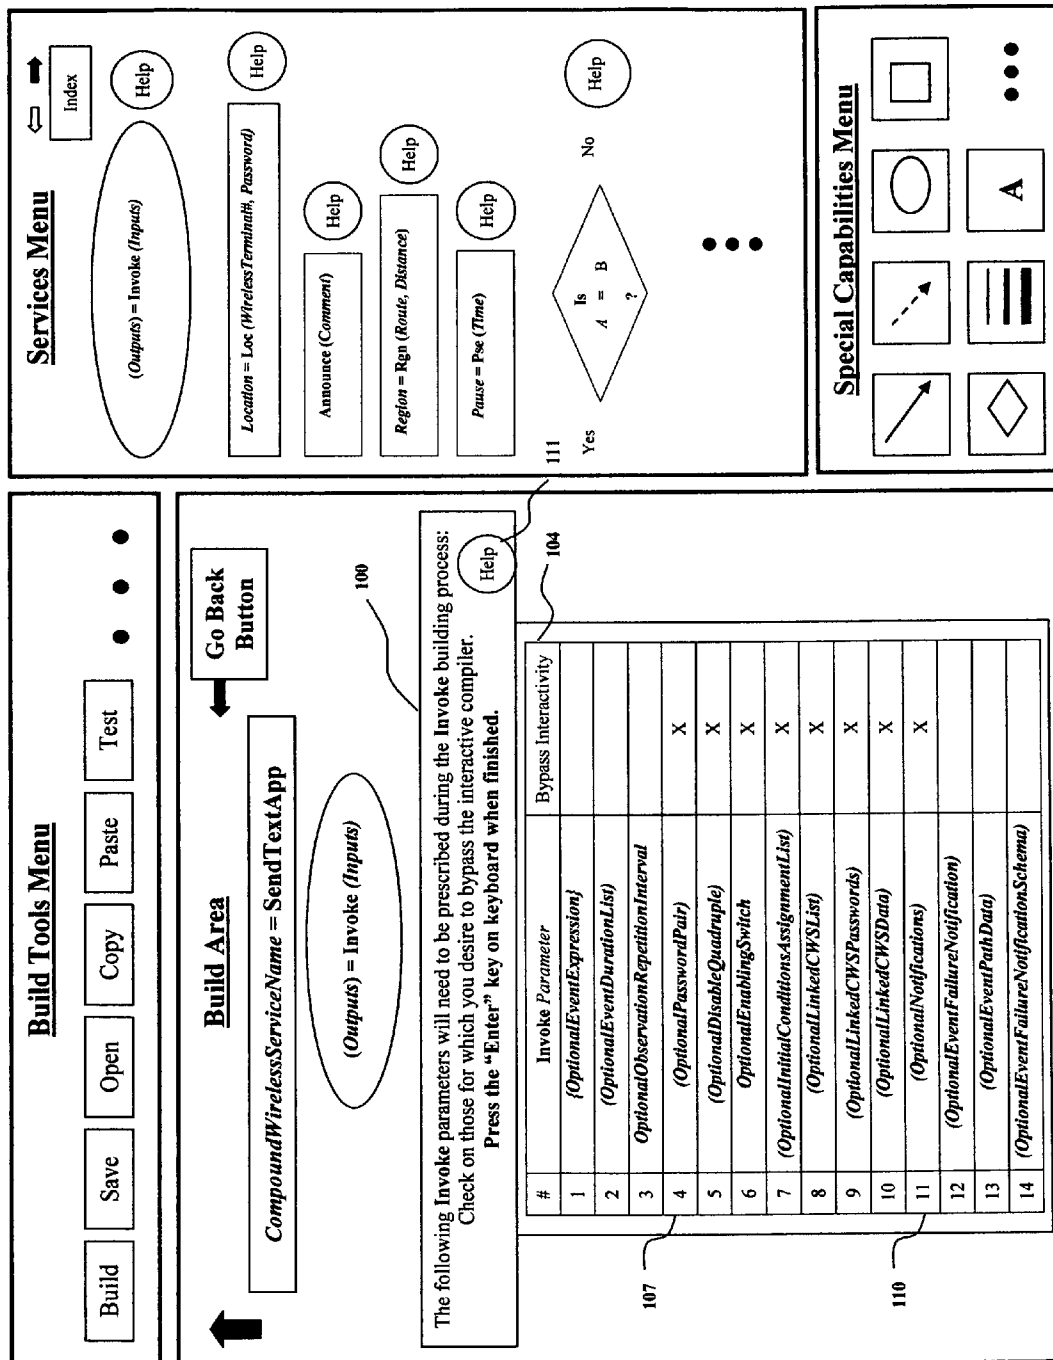 Build Tools Menu
Build
Save
Open
Copy
Paste
Test
Build Area
Go Back
Button
CompoundWirelessServiceName = SendTextApp
(Outputs) = Invoke (Inputs)
100
The following Invoke parameters will need to be prescribed during the Invoke building process:
Check on those for which you desire to bypass the interactive compiler.
Press the “Enter” key on keyboard when finished.
Help
111
104
# Invoke Parameter Bypass Interactivity
1 {OptionalEventExpression}
2 (OptionalEventDurationList)
3 OptionalObservationRepetitionInterval
4 (OptionalPasswordPair) X
5 (OptionalDisableQuadruple) X
6 OptionalEnablingSwitch X
7 (OptionalInitialConditionsAssignmentList) X
8 (OptionalLinkedCWSList) X
9 (OptionalLinkedCWSPasswords) X
10 (OptionalLinkedCWSData) X
11 (OptionalNotifications) X
12 (OptionalEventFailureNotification)
13 (OptionalEventPathData)
14 (OptionalEventFailureNotificationSchema)
107
110
Services Menu
Index
(Outputs) = Invoke (Inputs)
Help
Location = Loc (WirelessTerminal#, Password)
Help
Announce (Comment)
Help
Region = Rgn (Route, Distance)
Help
Pause = Pse (Time)
Help
Yes
Is
A = B
?
No
Help
Special Capabilities Menu
A